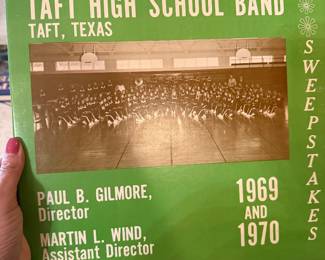 TAFT HIGH SCHOOL BAND
TAFT, TEXAS
SWEEPSTAKES
PAUL B. GILMORE,
Director
MARTIN L. WIND,
Assistant Director
1969
AND
1970